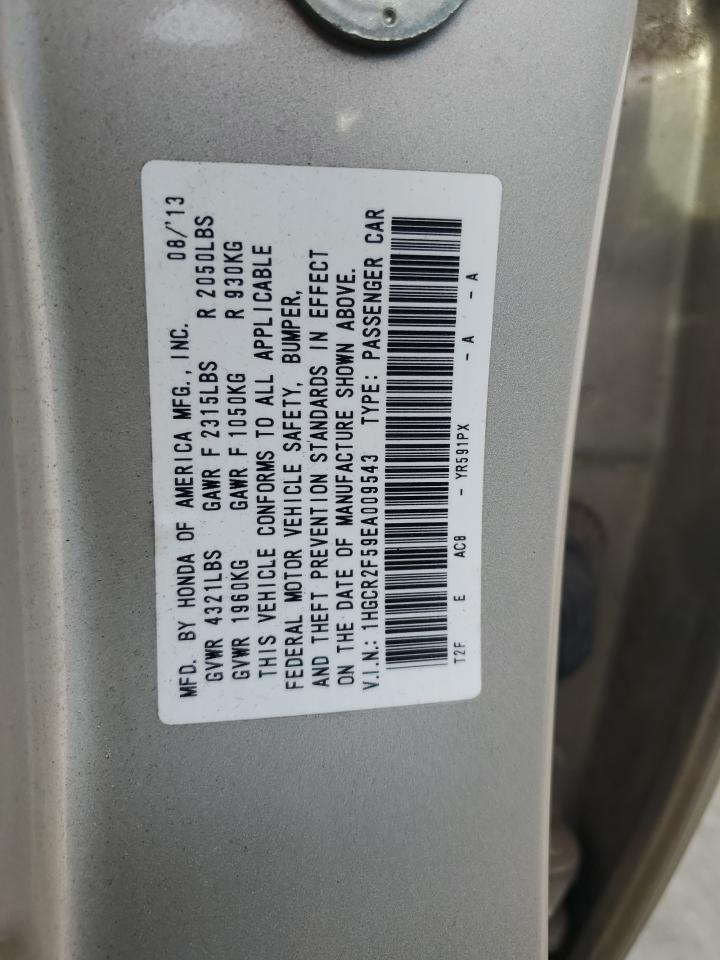 MFD. BY HONDA OF AMERICA MFG., INC. 08/'13
GVWR 4321LBS GAWR F 2315LBS R 2050LBS
GVWR 1960KG GAWR F 1050KG R 930KG
THIS VEHICLE CONFORMS TO ALL APPLICABLE
FEDERAL MOTOR VEHICLE SAFETY, BUMPER,
AND THEFT PREVENTION STANDARDS IN EFFECT
ON THE DATE OF MANUFACTURE SHOWN ABOVE.
V.I.N.: 1HGCR2F59EA009543 TYPE: PASSENGER CAR
T2F E AC8 - YR591PX - A - A